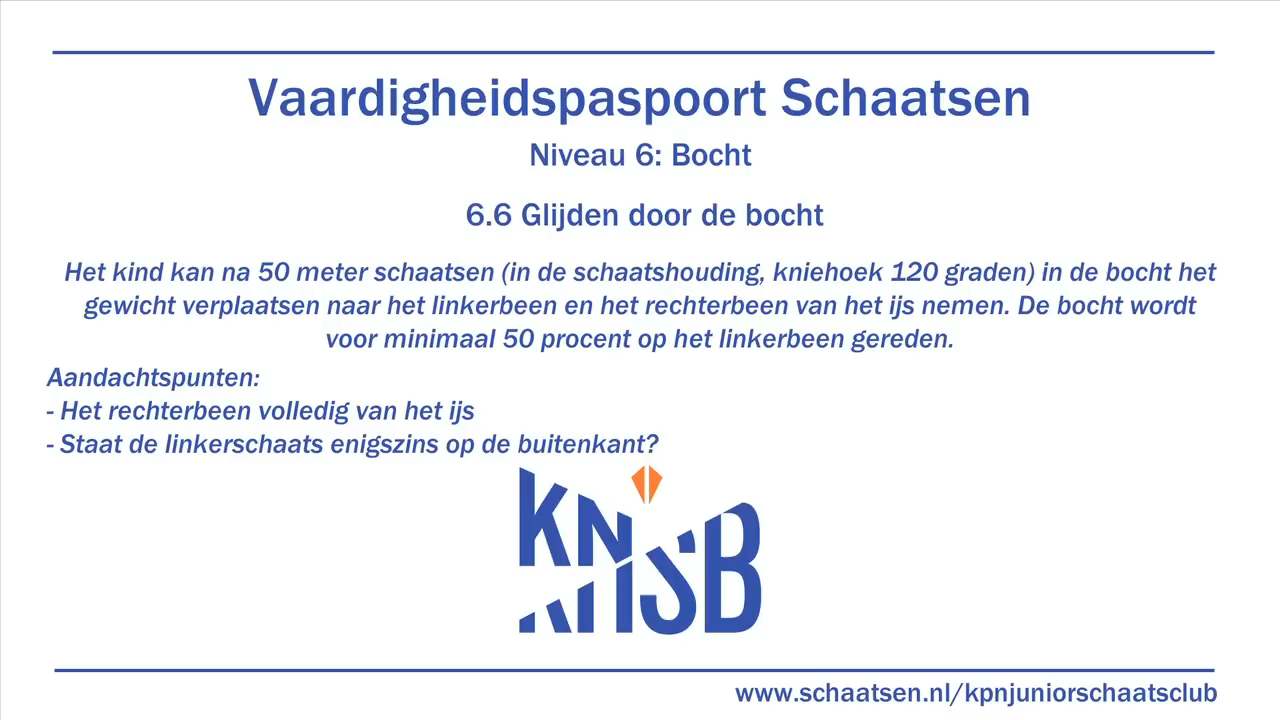 Vaardigheidspaspoort Schaatsen
Niveau 6: Bocht
6.6 Glijden door de bocht
Het kind kan na 50 meter schaatsen (in de schaatshouding, kniehoek 120 graden) in de bocht het
gewicht verplaatsen naar het linkerbeen en het rechterbeen van het ijs nemen. De bocht wordt
voor minimaal 50 procent op het linkerbeen gereden.
Aandachtspunten:
- Het rechterbeen volledig van het ijs
- Staat de linkerschaats enigszins op de buitenkant?
KNSB
www.schaatsen.nl/kpnjuniorschaatsclub